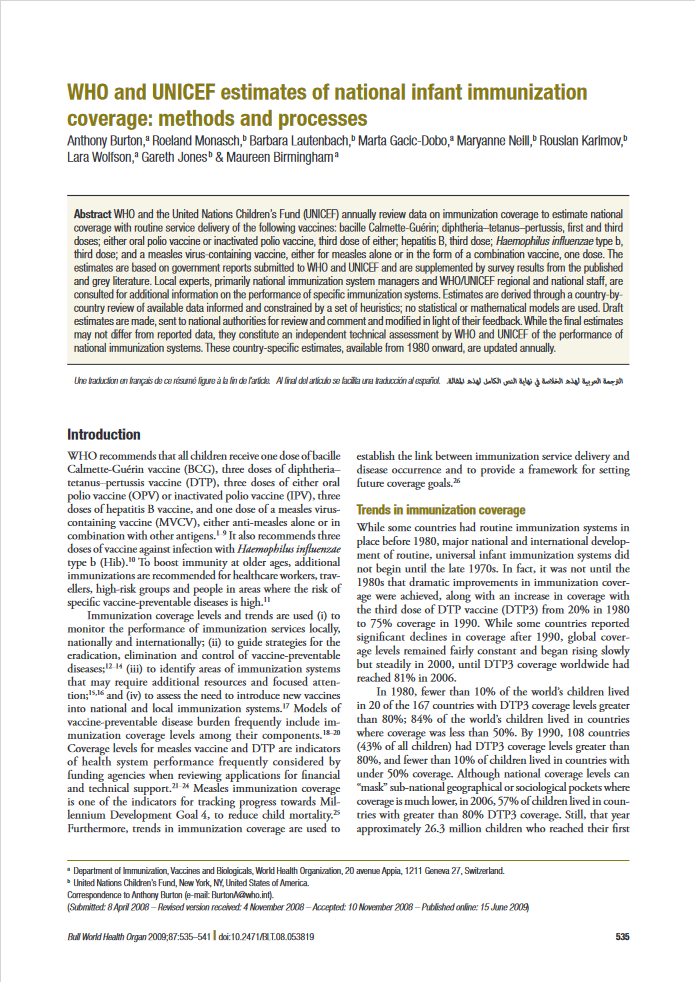 WHO and UNICEF estimates of national infant immunization
coverage: methods and processes
Anthony Burton,ᵃ Roeland Monasch,ᵇ Barbara Lautenbach,ᵇ Marta Gacic-Dobo,ᵃ Maryanne Neill,ᵇ Rouslan Karimov,ᵇ
Lara Wolfson,ᵃ Gareth Jonesᵇ & Maureen Birminghamᵃ
Abstract WHO and the United Nations Children's Fund (UNICEF) annually review data on immunization coverage to estimate national
coverage with routine service delivery of the following vaccines: bacille Calmette-Guérin; diphtheria–tetanus–pertussis, first and third
doses; either oral polio vaccine or inactivated polio vaccine, third dose of either; hepatitis B, third dose; Haemophilus influenzae type b,
third dose; and a measles virus-containing vaccine, either for measles alone or in the form of a combination vaccine, one dose. The
estimates are based on government reports submitted to WHO and UNICEF and are supplemented by survey results from the published
and grey literature. Local experts, primarily national immunization system managers and WHO/UNICEF regional and national staff, are
consulted for additional information on the performance of specific immunization systems. Estimates are derived through a country-by-
country review of available data informed and constrained by a set of heuristics; no statistical or mathematical models are used. Draft
estimates are made, sent to national authorities for review and comment and modified in light of their feedback. While the final estimates
may not differ from reported data, they constitute an independent technical assessment by WHO and UNICEF of the performance of
national immunization systems. These country-specific estimates, available from 1980 onward, are updated annually.
Une traduction en français de ce résumé figure à la fin de l'article. Al final del artículo se facilita una traducción al español. الترجمة العربية لهذه الخلاصة في نهاية النص الكامل لهذه المقالة.
Introduction
WHO recommends that all children receive one dose of bacille
Calmette-Guérin vaccine (BCG), three doses of diphtheria–
tetanus–pertussis vaccine (DTP), three doses of either oral
polio vaccine (OPV) or inactivated polio vaccine (IPV), three
doses of hepatitis B vaccine, and one dose of a measles virus-
containing vaccine (MVCV), either anti-measles alone or in
combination with other antigens.¹⁻⁹ It also recommends three
doses of vaccine against infection with Haemophilus influenzae
type b (Hib).¹⁰ To boost immunity at older ages, additional
immunizations are recommended for healthcare workers, trav-
ellers, high-risk groups and people in areas where the risk of
specific vaccine-preventable diseases is high.¹¹
Immunization coverage levels and trends are used (i) to
monitor the performance of immunization services locally,
nationally and internationally; (ii) to guide strategies for the
eradication, elimination and control of vaccine-preventable
diseases;¹²⁻¹⁴ (iii) to identify areas of immunization systems
that may require additional resources and focused atten-
tion;¹⁵,¹⁶ and (iv) to assess the need to introduce new vaccines
into national and local immunization systems.¹⁷ Models of
vaccine-preventable disease burden frequently include im-
munization coverage levels among their components.¹⁸⁻²⁰
Coverage levels for measles vaccine and DTP are indicators
of health system performance frequently considered by
funding agencies when reviewing applications for financial
and technical support.²¹⁻²⁴ Measles immunization coverage
is one of the indicators for tracking progress towards Mil-
lennium Development Goal 4, to reduce child mortality.²⁵
Furthermore, trends in immunization coverage are used to
establish the link between immunization service delivery and
disease occurrence and to provide a framework for setting
future coverage goals.²⁶
Trends in immunization coverage
While some countries had routine immunization systems in
place before 1980, major national and international develop-
ment of routine, universal infant immunization systems did
not begin until the late 1970s. In fact, it was not until the
1980s that dramatic improvements in immunization cover-
age were achieved, along with an increase in coverage with
the third dose of DTP vaccine (DTP3) from 20% in 1980
to 75% coverage in 1990. While some countries reported
significant declines in coverage after 1990, global cover-
age levels remained fairly constant and began rising slowly
but steadily in 2000, until DTP3 coverage worldwide had
reached 81% in 2006.
In 1980, fewer than 10% of the world's children lived
in 20 of the 167 countries with DTP3 coverage levels greater
than 80%; 84% of the world's children lived in countries
where coverage was less than 50%. By 1990, 108 countries
(43% of all children) had DTP3 coverage levels greater than
80%, and fewer than 10% of children lived in countries with
under 50% coverage. Although national coverage levels can
"mask" sub-national geographical or sociological pockets where
coverage is much lower, in 2006, 57% of children lived in coun-
tries with greater than 80% DTP3 coverage. Still, that year
approximately 26.3 million children who reached their first
ᵃ Department of Immunization, Vaccines and Biologicals, World Health Organization, 20 avenue Appia, 1211 Geneva 27, Switzerland.
ᵇ United Nations Children's Fund, New York, NY, United States of America.
Correspondence to Anthony Burton (e-mail: BurtonA@who.int).
(Submitted: 8 April 2008 – Revised version received: 4 November 2008 – Accepted: 10 November 2008 – Published online: 15 June 2009)
Bull World Health Organ 2009;87:535–541 | doi:10.2471/BLT.08.053819
535